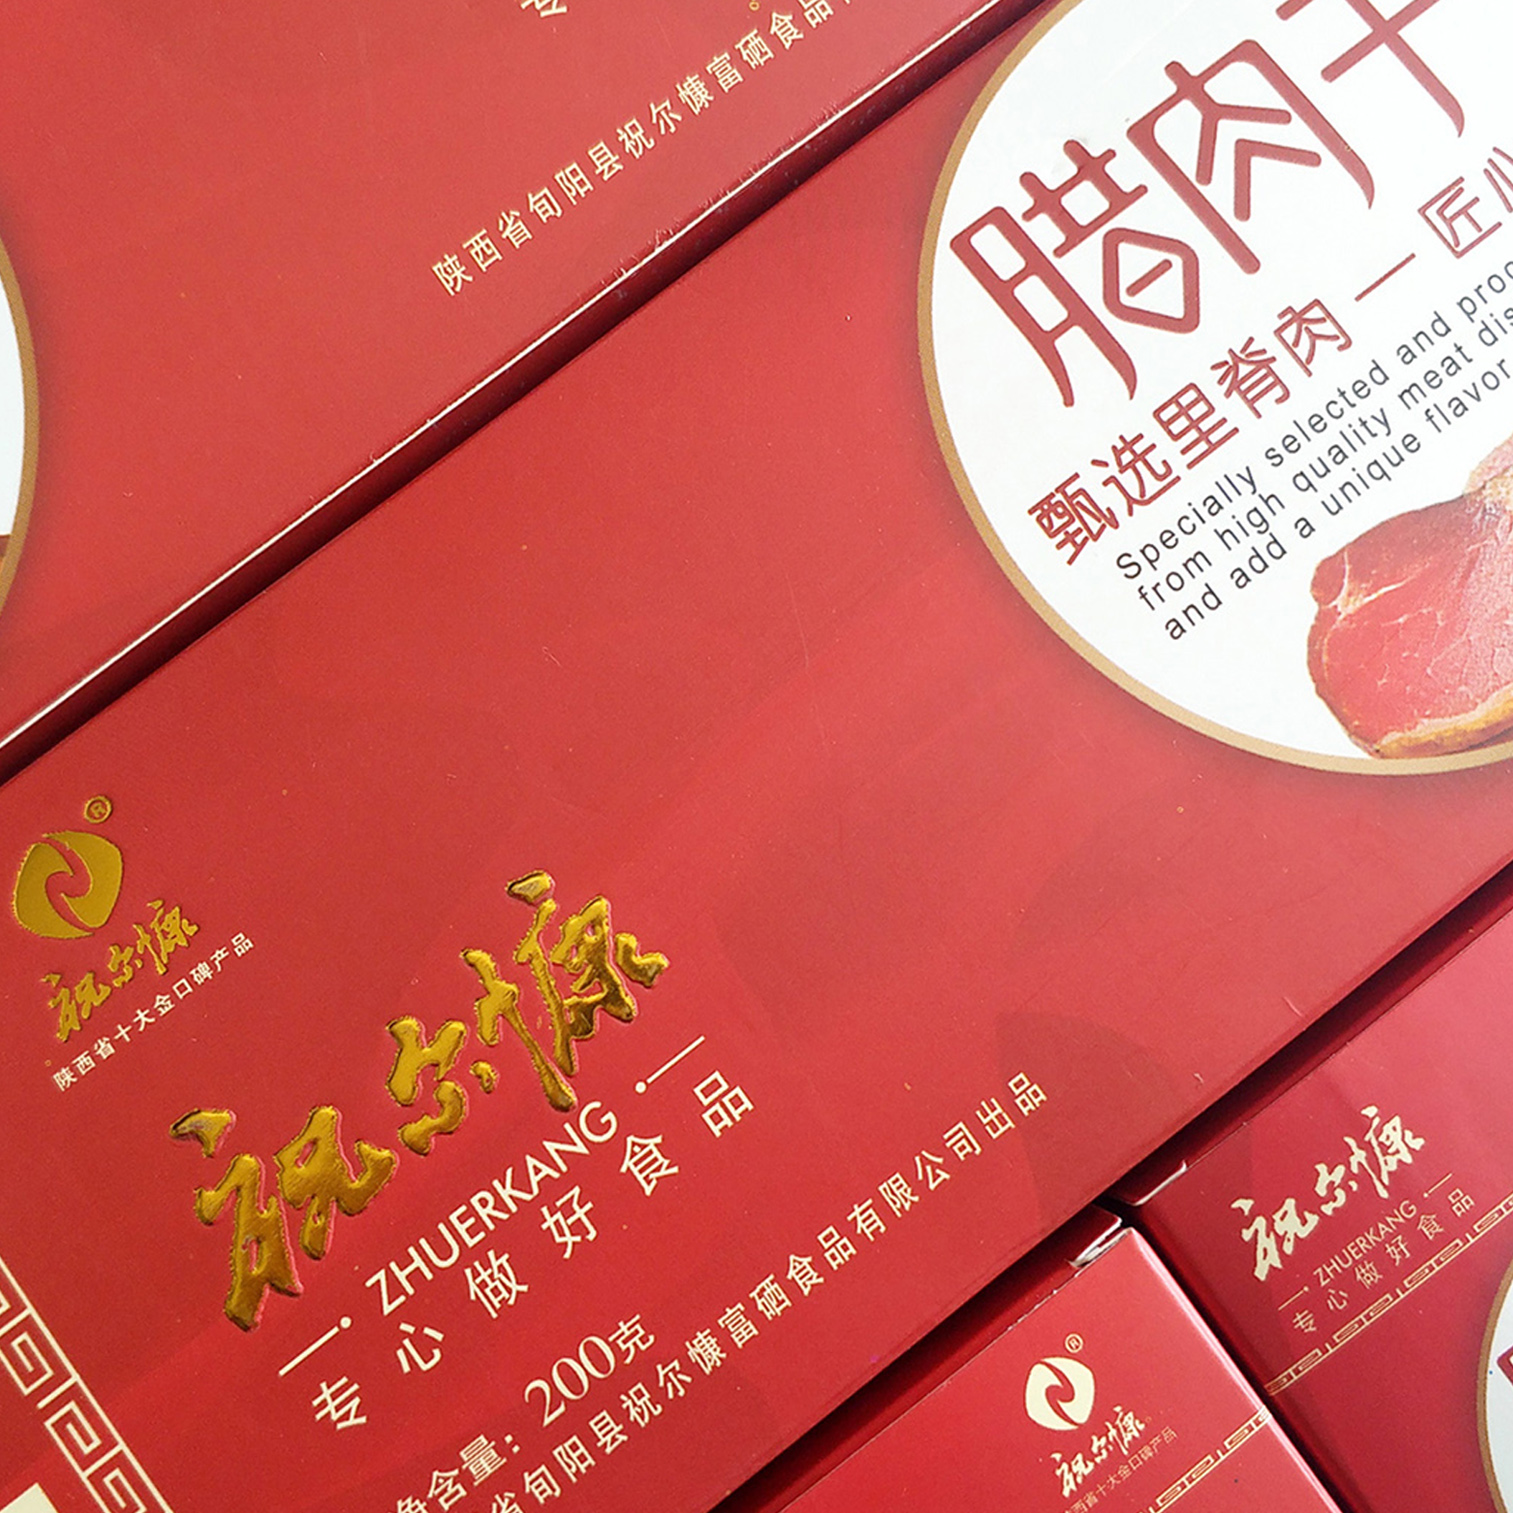 陕西省旬阳县祝尔慷富硒食品
腊肉干
甄选里脊肉一匠心
Specially selected and
from high quality meat
and add a unique flavor
®
祝尔慷
陕西省十大金口碑产品
祝尔慷
ZHUERKANG
专心做好食品
净含量：200克
省旬阳县祝尔慷富硒食品有限公司出品
祝尔慷
ZHUERKANG
专心做好食品
®
祝尔慷
陕西省十大金口碑产品